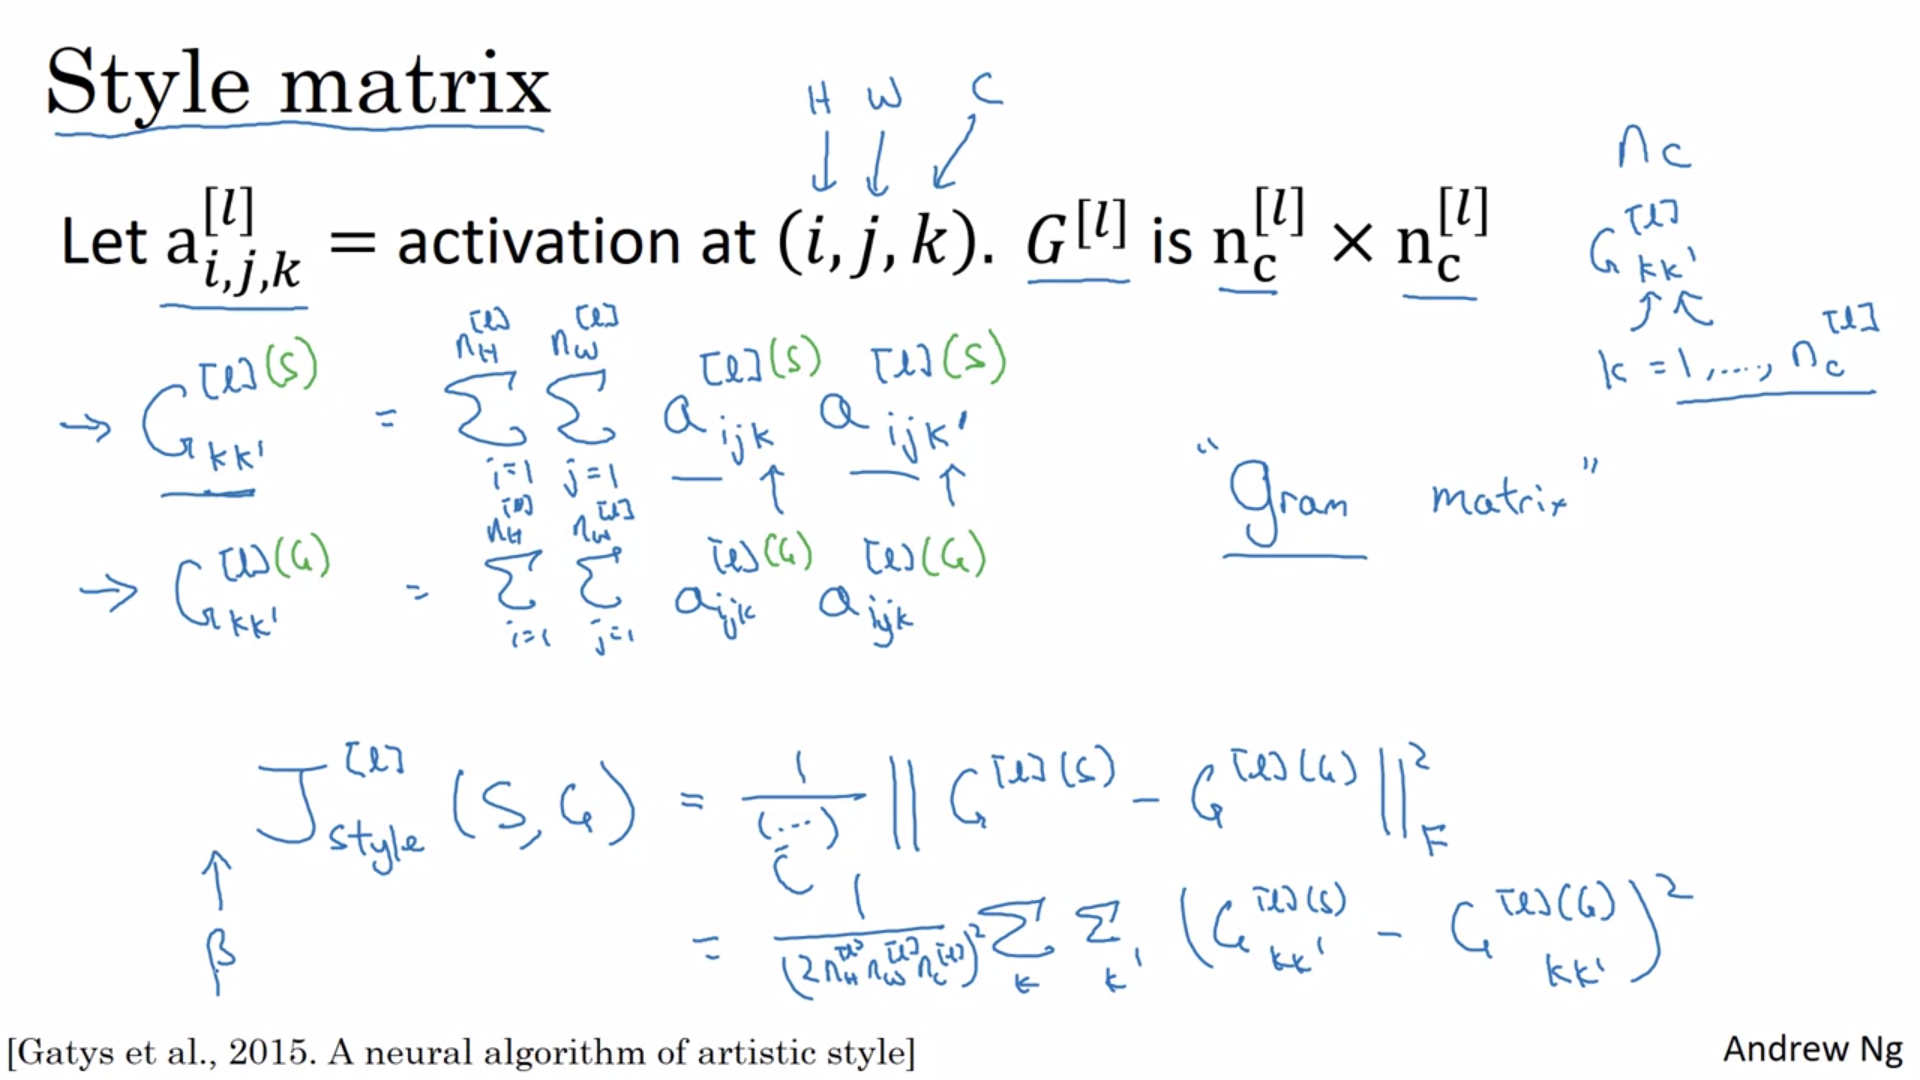 Style matrix
H W C
n_c
Let a^{[l]}_{i,j,k} = activation at (i, j, k). G^{[l]} is n_c^{[l]} × n_c^{[l]}
G^{[l]}_{kk'}
k = 1, ...., n_c^{[l]}
→ G^{[l](S)}_{kk'} = Σ_{i=1}^{n_H^{[l]}} Σ_{j=1}^{n_W^{[l]}} a^{[l](S)}_{ijk} a^{[l](S)}_{ijk'}
"Gram matrix"
→ G^{[l](G)}_{kk'} = Σ_{i=1}^{n_H^{[l]}} Σ_{j=1}^{n_W^{[l]}} a^{[l](G)}_{ijk} a^{[l](G)}_{ijk}
J^{[l]}_{style} (S, G) = 1/(...) ‖ G^{[l](S)} - G^{[l](G)} ‖^2_F
β
= 1/(2 n_H^{[l]} n_W^{[l]} n_c^{[l]})^2 Σ_k Σ_{k'} (G^{[l](S)}_{kk'} - G^{[l](G)}_{kk'})^2
[Gatys et al., 2015. A neural algorithm of artistic style]
Andrew Ng